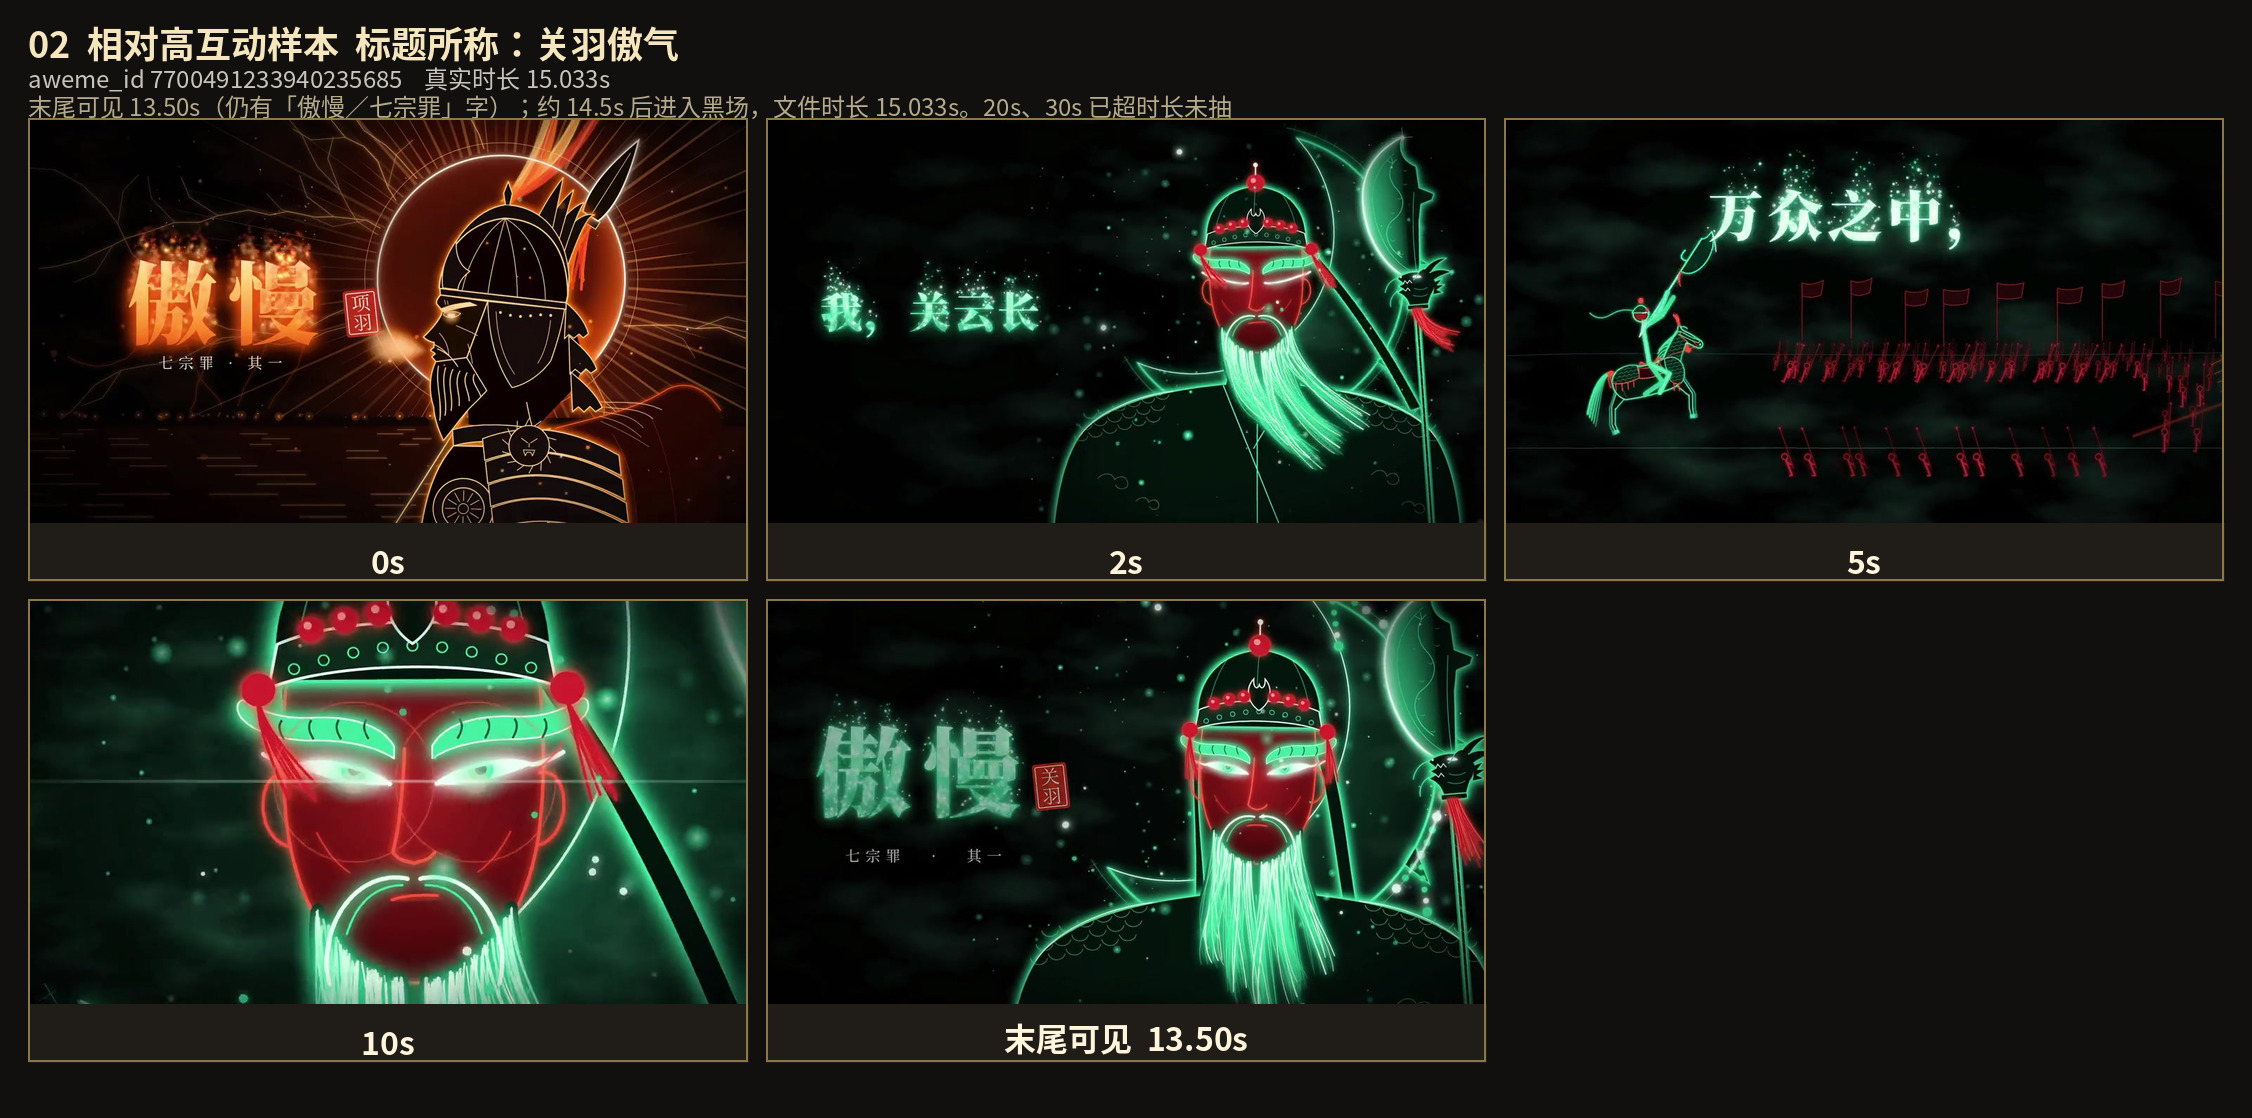 02 相对高互动样本 标题所称：关羽傲气
aweme_id 7700491233940235685 真实时长 15.033s
末尾可见 13.50s（仍有「傲慢／七宗罪」字）；约 14.5s 后进入黑场，文件时长 15.033s。20s、30s 已超时长未抽
傲慢
项羽
七宗罪 · 其一
0s
我， 关云长
2s
万众之中，
5s
10s
傲慢
关羽
七宗罪 · 其一
末尾可见 13.50s